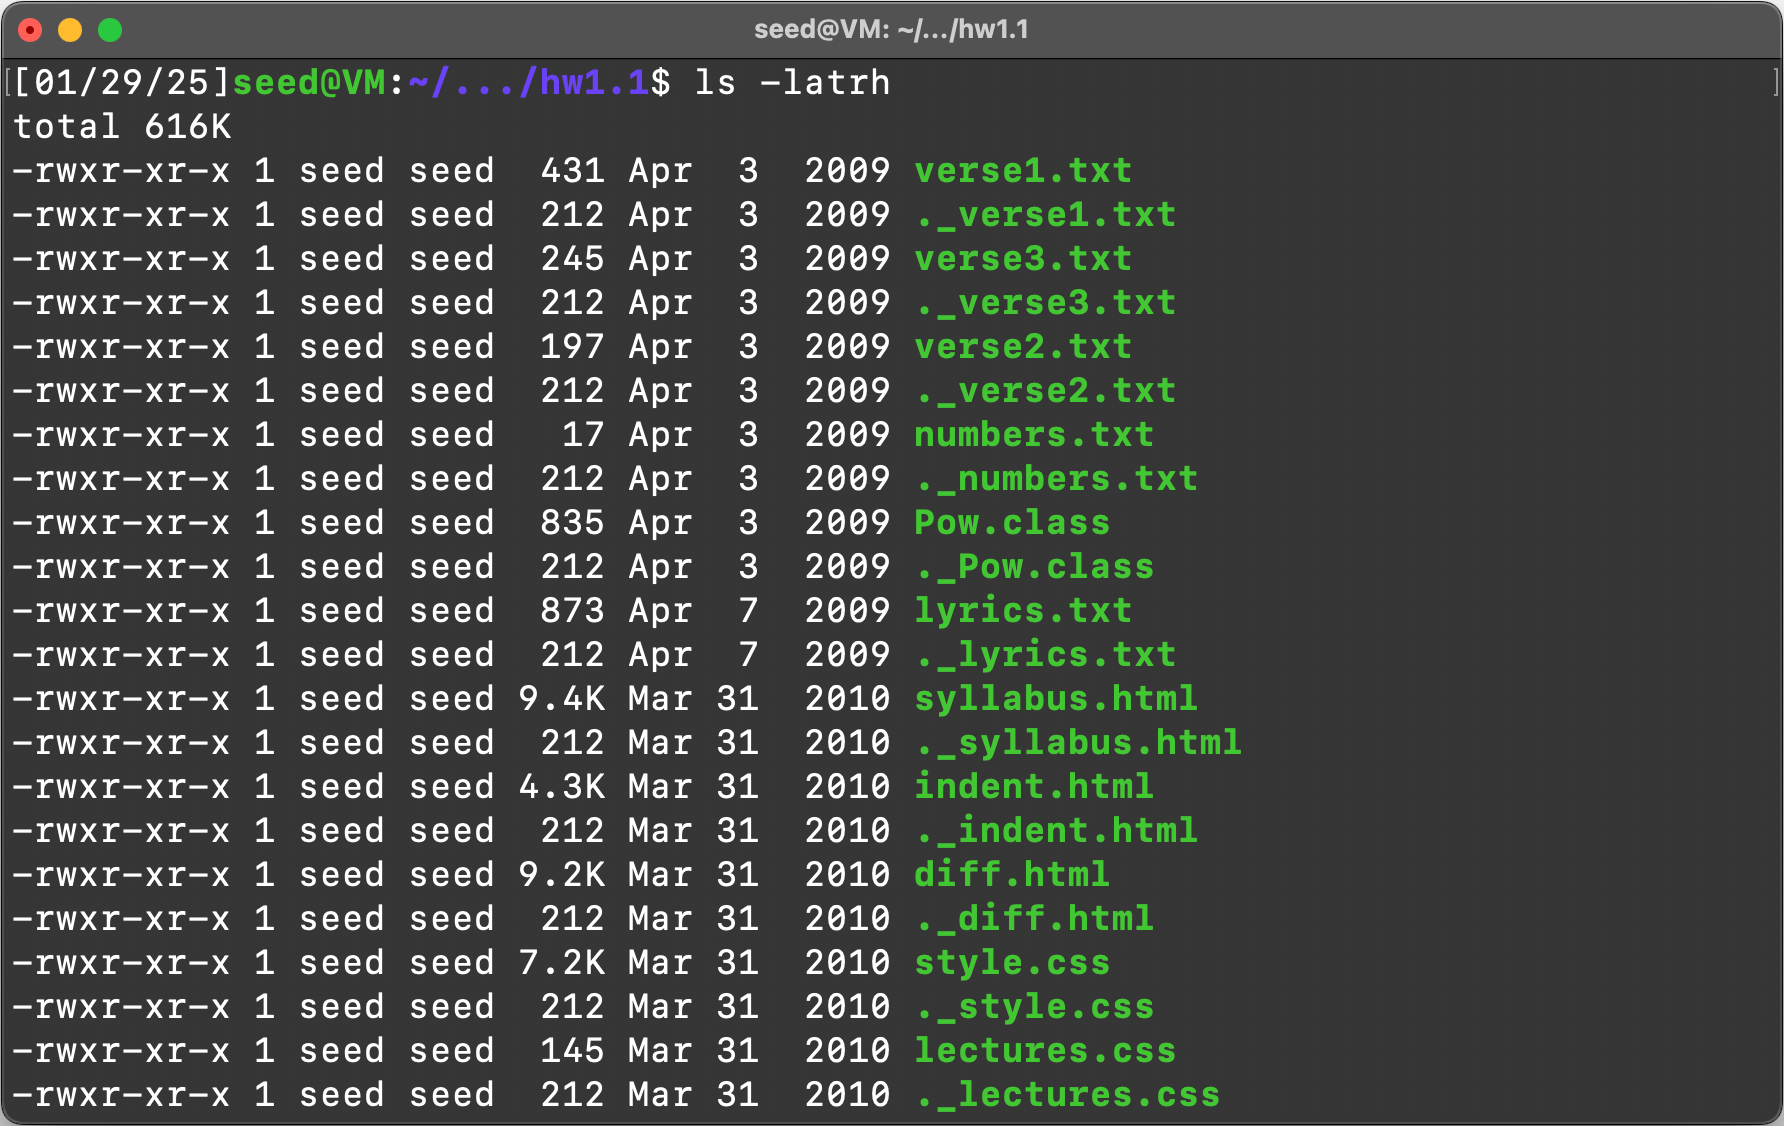 seed@VM: ~/.../hw1.1
[[01/29/25]seed@VM:~/.../hw1.1$ ls -latrh ]
total 616K
-rwxr-xr-x 1 seed seed  431 Apr  3  2009 verse1.txt
-rwxr-xr-x 1 seed seed  212 Apr  3  2009 ._verse1.txt
-rwxr-xr-x 1 seed seed  245 Apr  3  2009 verse3.txt
-rwxr-xr-x 1 seed seed  212 Apr  3  2009 ._verse3.txt
-rwxr-xr-x 1 seed seed  197 Apr  3  2009 verse2.txt
-rwxr-xr-x 1 seed seed  212 Apr  3  2009 ._verse2.txt
-rwxr-xr-x 1 seed seed   17 Apr  3  2009 numbers.txt
-rwxr-xr-x 1 seed seed  212 Apr  3  2009 ._numbers.txt
-rwxr-xr-x 1 seed seed  835 Apr  3  2009 Pow.class
-rwxr-xr-x 1 seed seed  212 Apr  3  2009 ._Pow.class
-rwxr-xr-x 1 seed seed  873 Apr  7  2009 lyrics.txt
-rwxr-xr-x 1 seed seed  212 Apr  7  2009 ._lyrics.txt
-rwxr-xr-x 1 seed seed 9.4K Mar 31  2010 syllabus.html
-rwxr-xr-x 1 seed seed  212 Mar 31  2010 ._syllabus.html
-rwxr-xr-x 1 seed seed 4.3K Mar 31  2010 indent.html
-rwxr-xr-x 1 seed seed  212 Mar 31  2010 ._indent.html
-rwxr-xr-x 1 seed seed 9.2K Mar 31  2010 diff.html
-rwxr-xr-x 1 seed seed  212 Mar 31  2010 ._diff.html
-rwxr-xr-x 1 seed seed 7.2K Mar 31  2010 style.css
-rwxr-xr-x 1 seed seed  212 Mar 31  2010 ._style.css
-rwxr-xr-x 1 seed seed  145 Mar 31  2010 lectures.css
-rwxr-xr-x 1 seed seed  212 Mar 31  2010 ._lectures.css